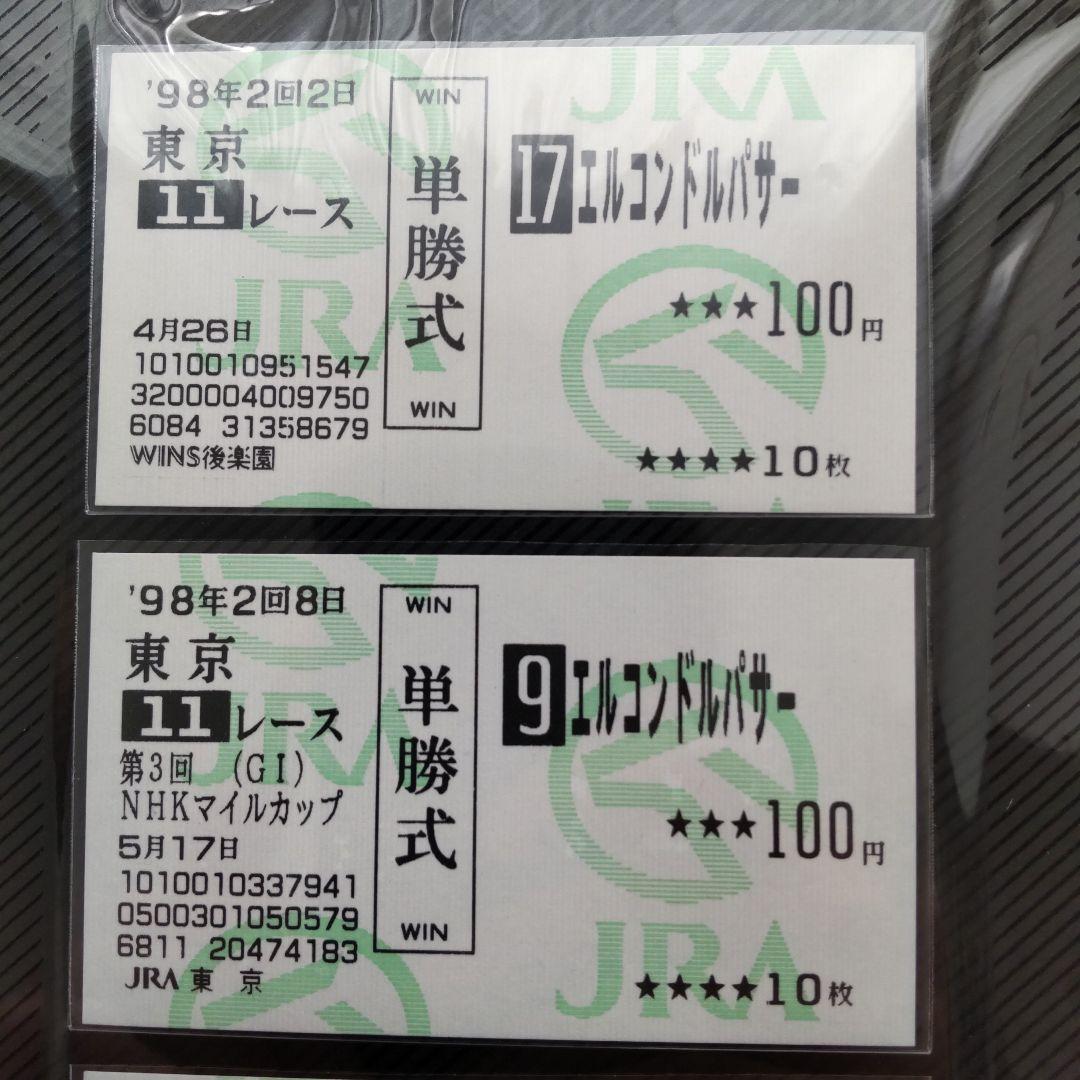 '98年2回2日
東京
11レース
4月26日
1010010951547
3200004009750
6084 31358679
WINS後楽園
WIN
単勝式
WIN
17エルコンドルパサー
★★★100円
★★★★10枚
JRA
JRA
'98年2回8日
東京
11レース
第3回 (GI)
NHKマイルカップ
5月17日
1010010337941
0500301050579
6811 20474183
JRA 東 京
WIN
単勝式
WIN
9エルコンドルパサー
★★★100円
★★★★10枚
JRA
JRA